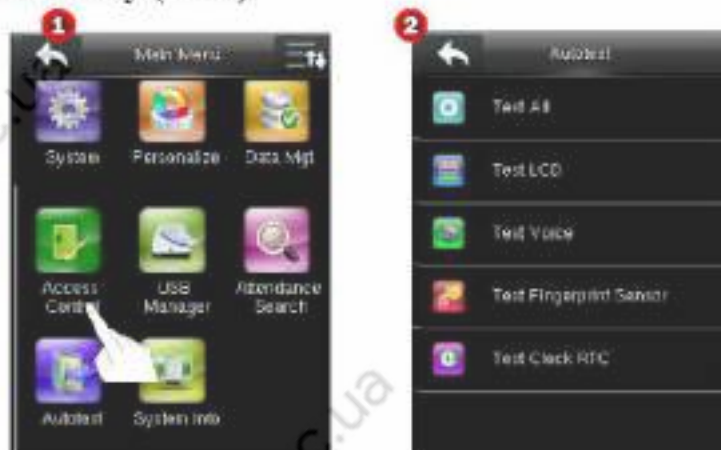 1
Main Menu
System
Personalize
Data Mgt
Access
Control
USB
Manager
Attendance
Search
Autotest
System Info
2
Autotest
Test All
Test LCD
Test Voice
Test Fingerprint Sensor
Test Clock RTC